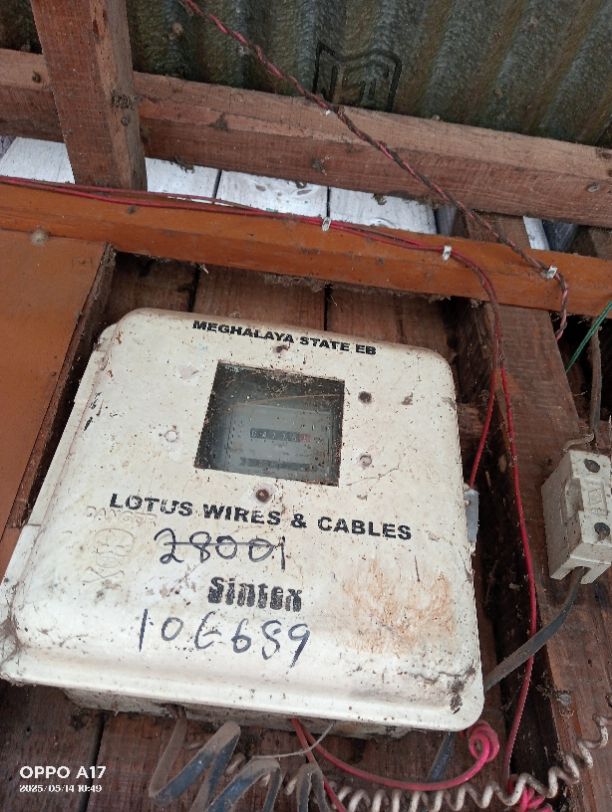 MEGHALAYA STATE EB
LOTUS WIRES & CABLES
28001
Sintex
106689
OPPO A17
2025/05/14 10:49